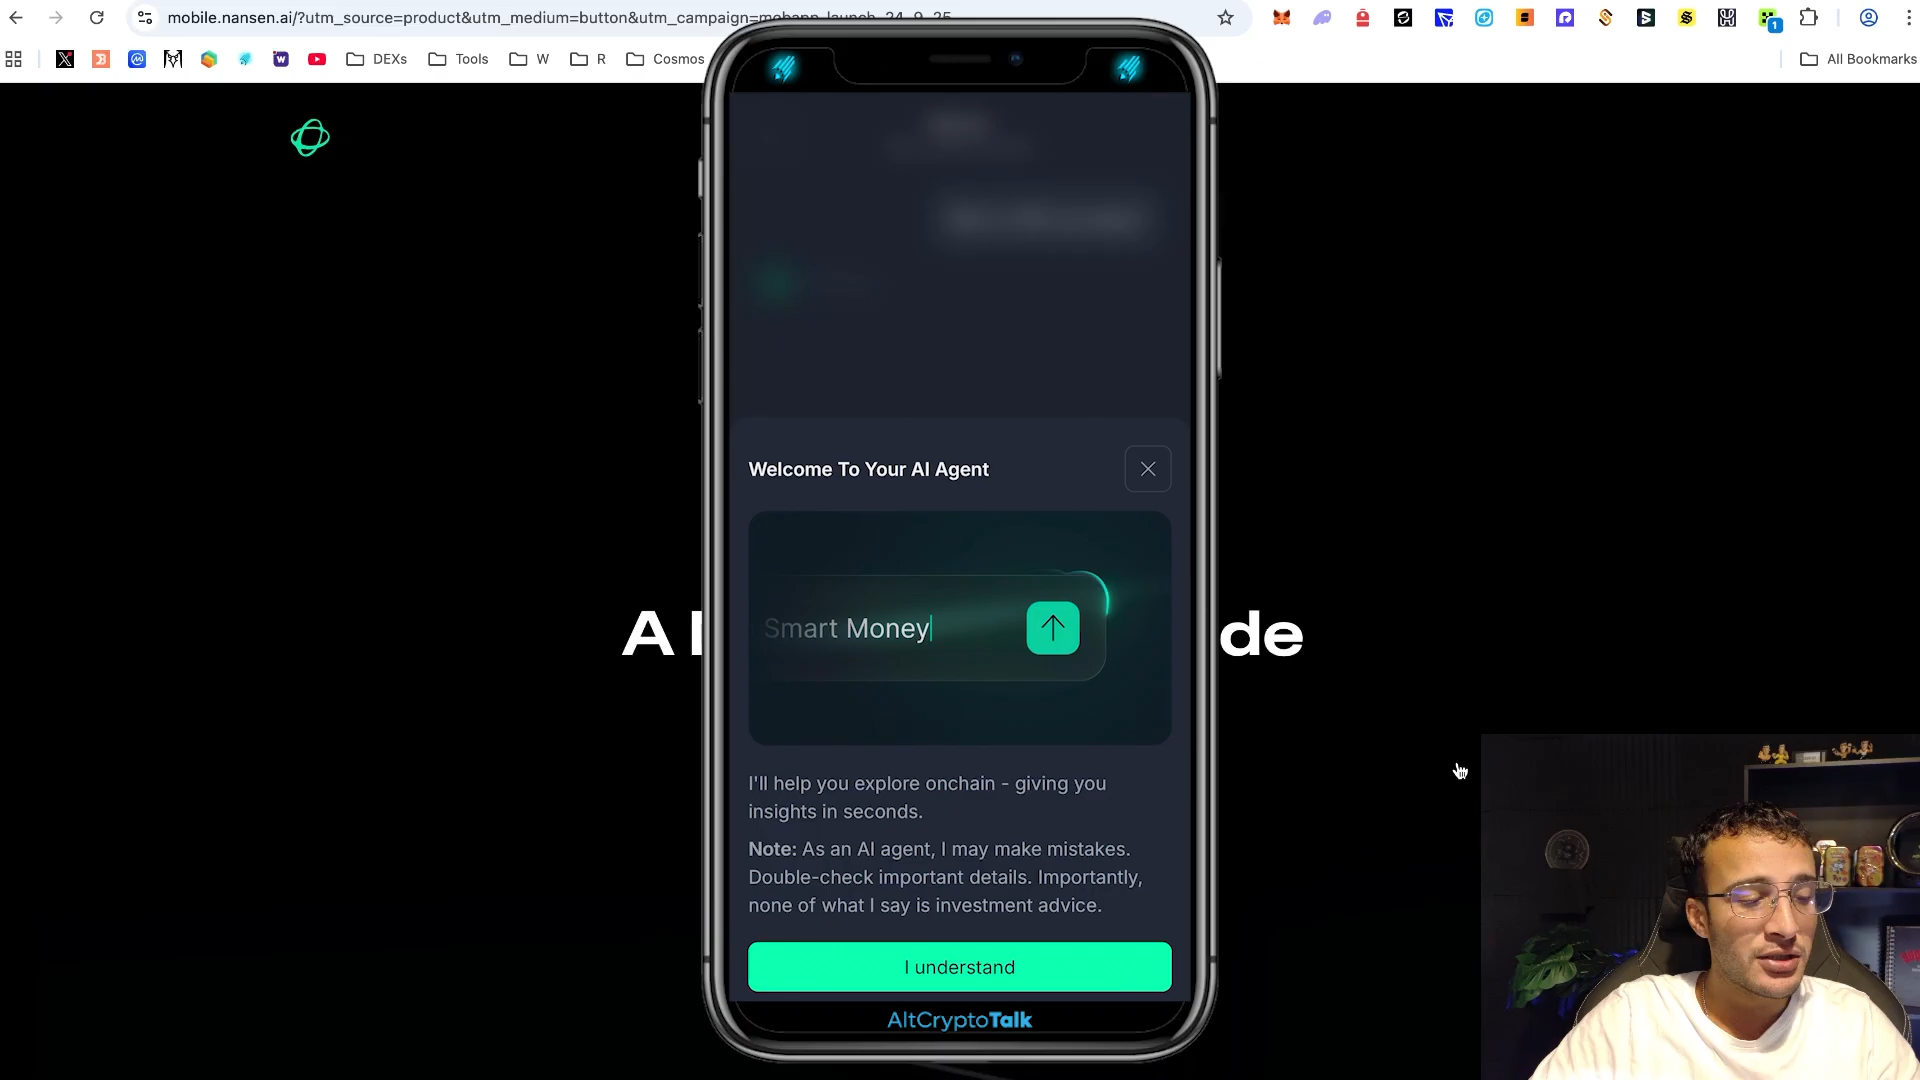 mobile.nansen.ai/?utm_source=product&utm_medium=button&utm_campaign=mobapp_launch_24_9_25
DEXs
Tools
W
R
Cosmos
All Bookmarks
1
Welcome To Your AI Agent
Smart Money
A
de
I'll help you explore onchain - giving you
insights in seconds.
Note: As an AI agent, I may make mistakes.
Double-check important details. Importantly,
none of what I say is investment advice.
I understand
AltCryptoTalk